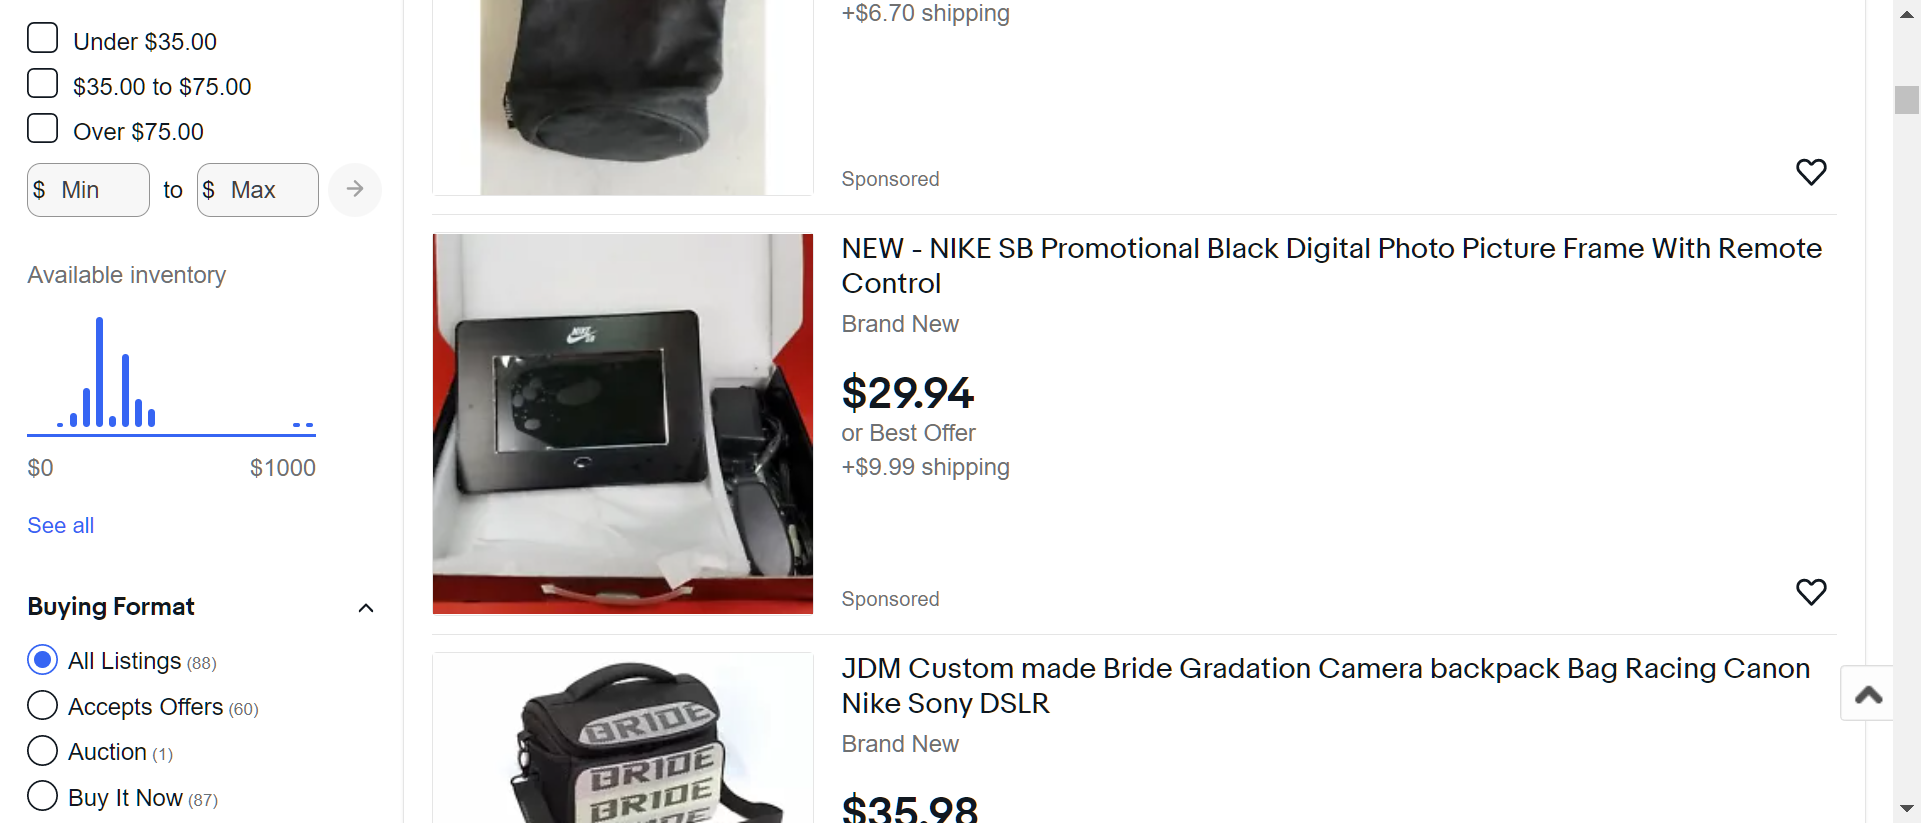 Under $35.00
$35.00 to $75.00
Over $75.00
$ Min to $ Max
Available inventory
$0 $1000
See all
Buying Format
All Listings (88)
Accepts Offers (60)
Auction (1)
Buy It Now (87)
+$6.70 shipping
Sponsored
NIKE
SB
NEW - NIKE SB Promotional Black Digital Photo Picture Frame With Remote
Control
Brand New
$29.94
or Best Offer
+$9.99 shipping
Sponsored
BRIDE
BRIDE
BRIDE
JDM Custom made Bride Gradation Camera backpack Bag Racing Canon
Nike Sony DSLR
Brand New
$35.98